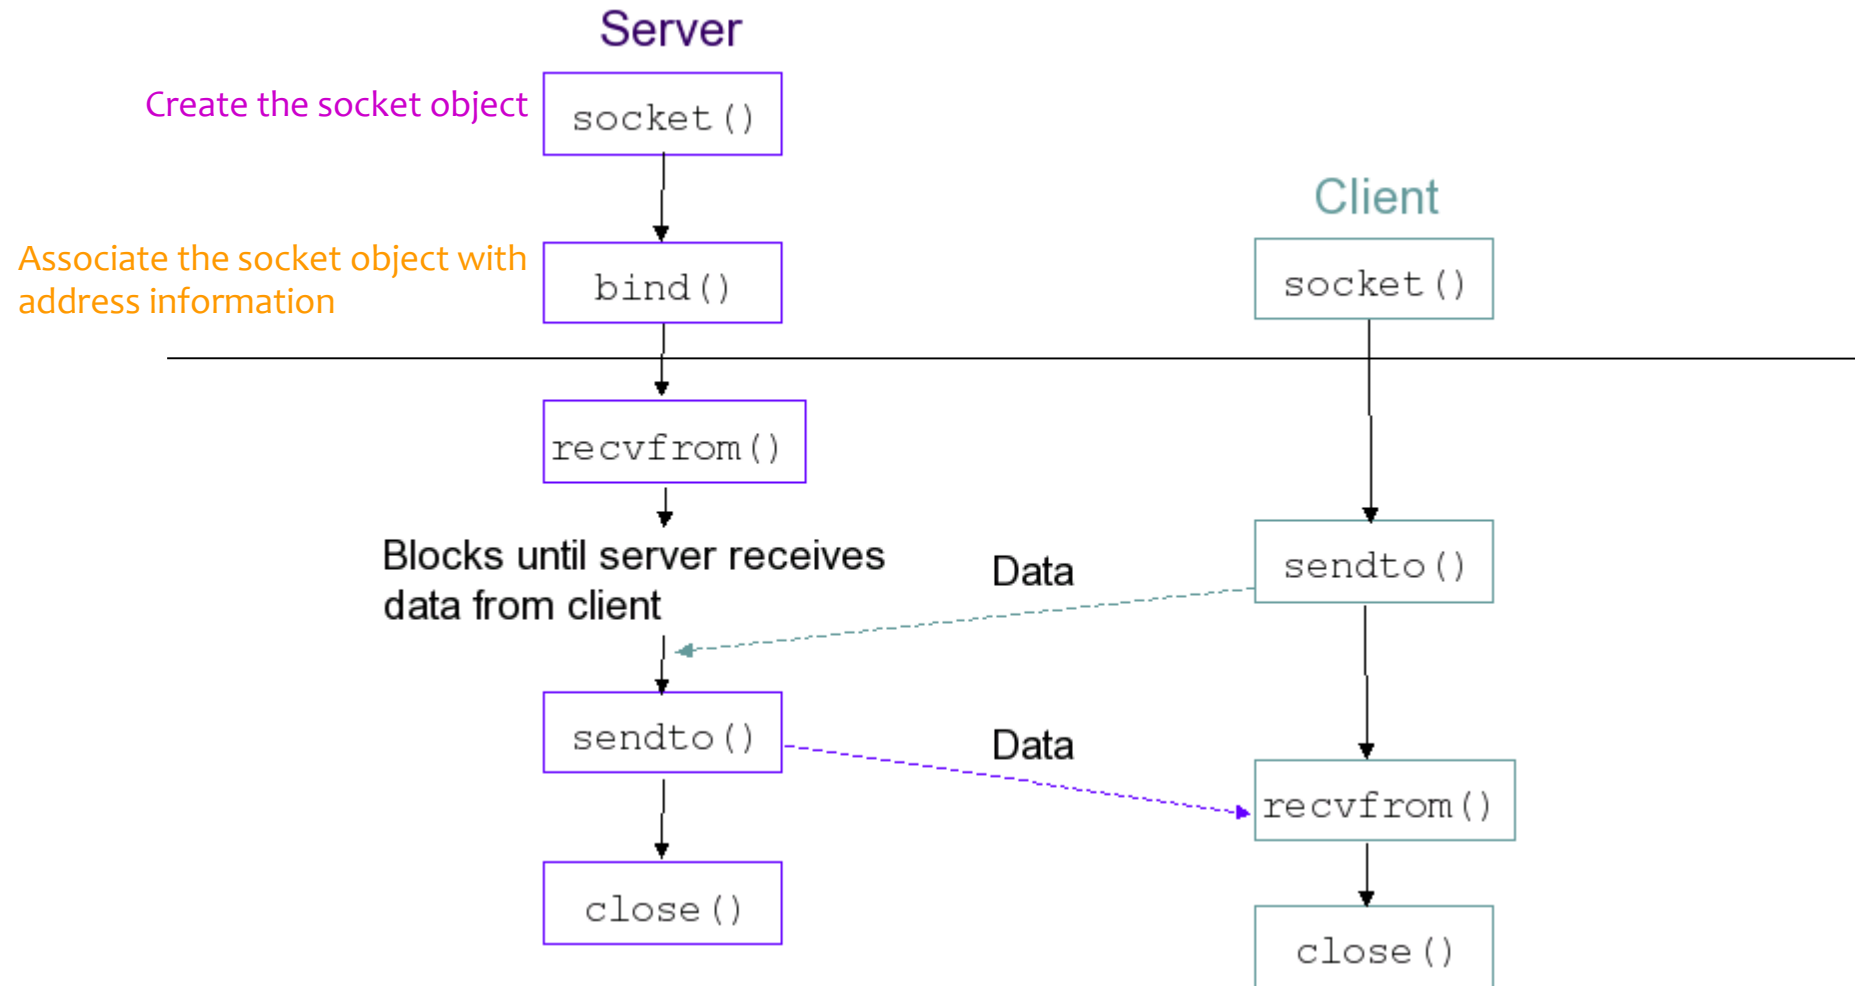 Server
Create the socket object
socket()
Client
Associate the socket object with
address information
bind()
socket()
recvfrom()
Blocks until server receives
data from client
Data
sendto()
sendto()
Data
recvfrom()
close()
close()